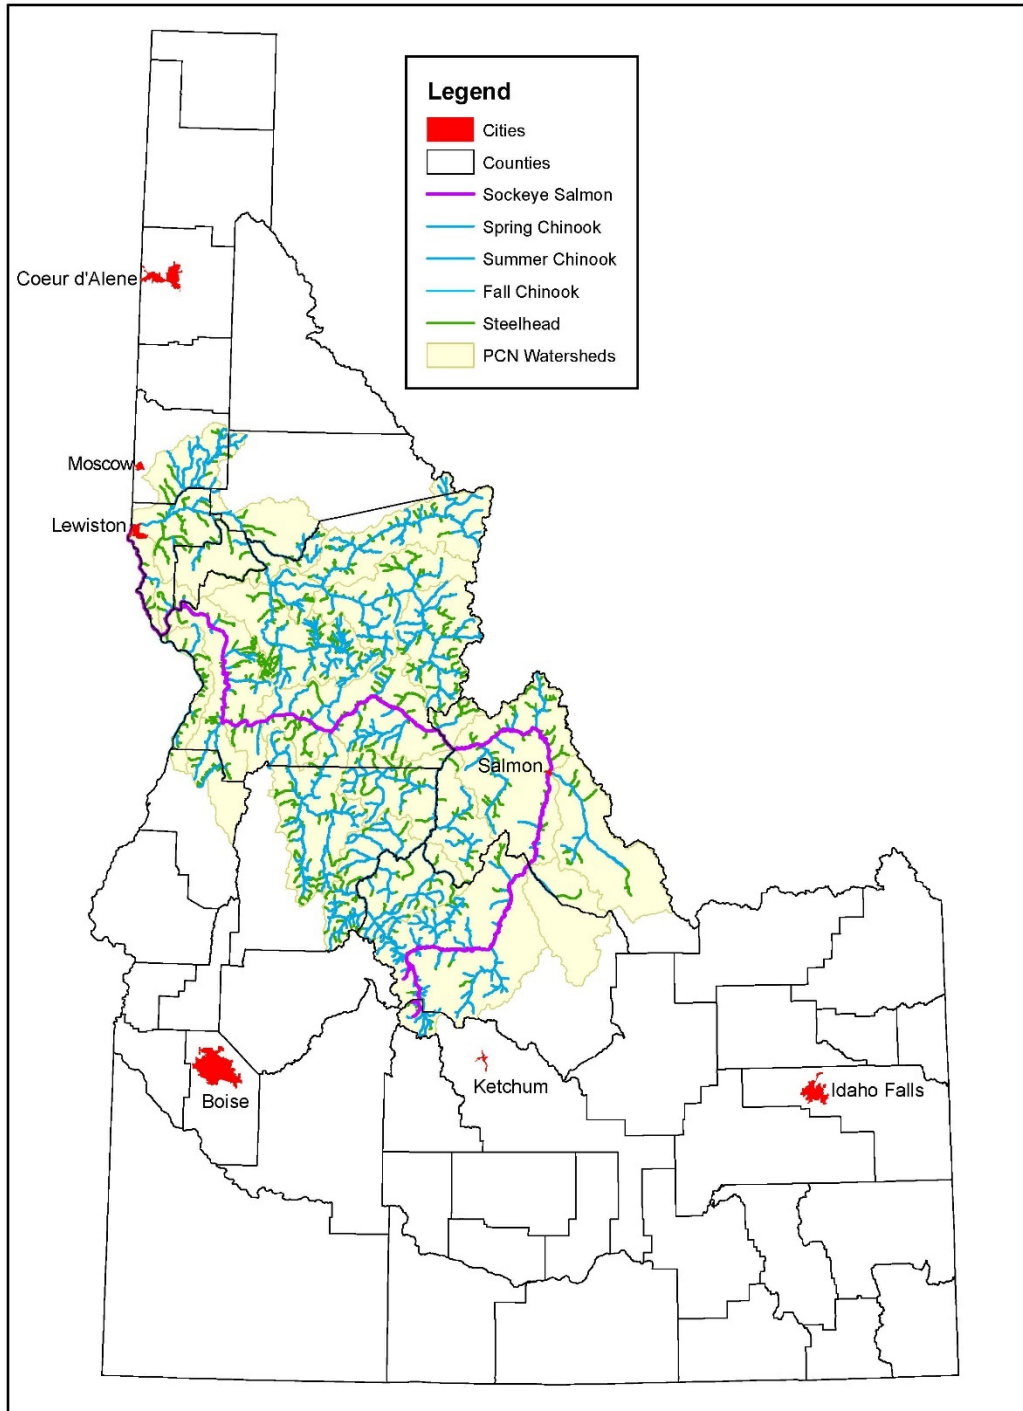 Legend
Cities
Counties
Sockeye Salmon
Spring Chinook
Summer Chinook
Fall Chinook
Steelhead
PCN Watersheds
Coeur d'Alene
Moscow
Lewiston
Salmon
Ketchum
Boise
Idaho Falls